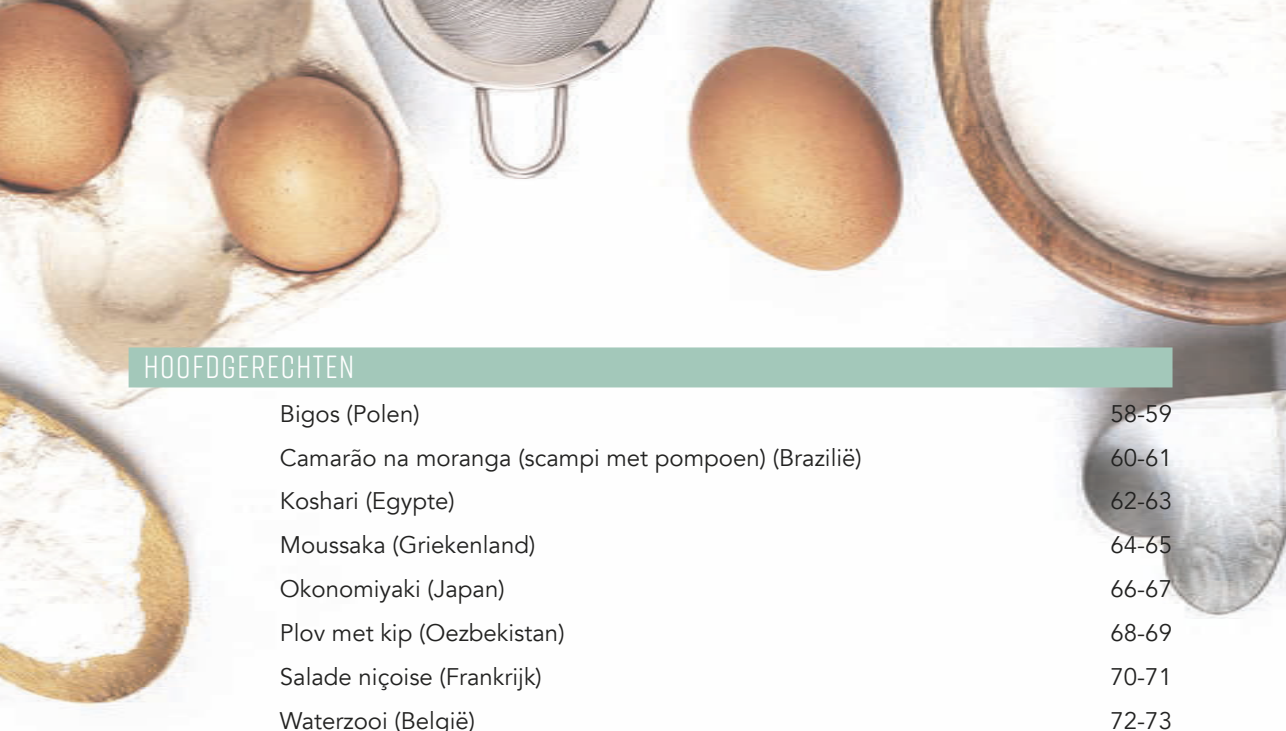 HOOFDGERECHTEN
Bigos (Polen) 58-59
Camarão na moranga (scampi met pompoen) (Brazilië) 60-61
Koshari (Egypte) 62-63
Moussaka (Griekenland) 64-65
Okonomiyaki (Japan) 66-67
Plov met kip (Oezbekistan) 68-69
Salade niçoise (Frankrijk) 70-71
Waterzooi (België) 72-73